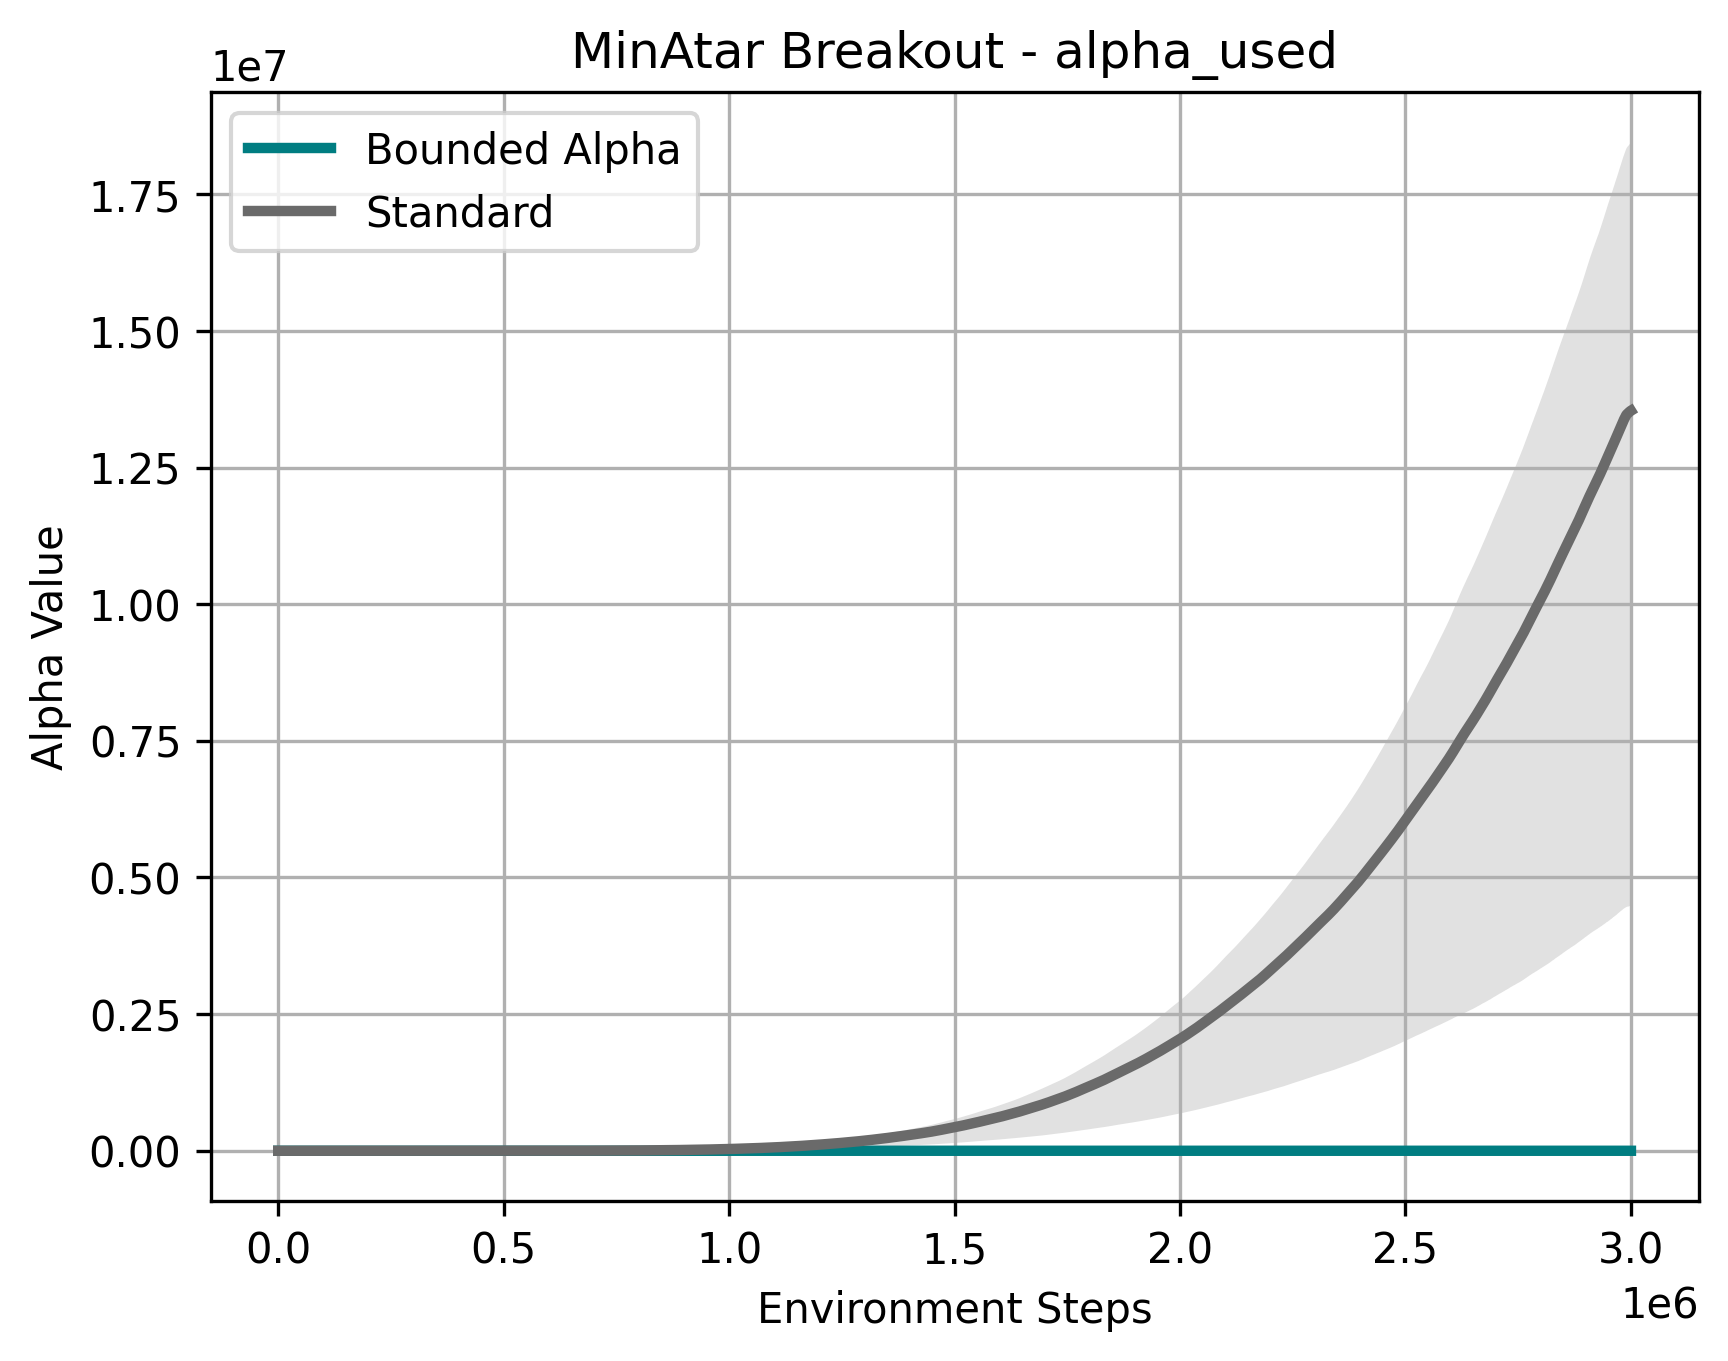 MinAtar Breakout - alpha_used
1e7
Bounded Alpha
Standard
1.75
1.50
1.25
1.00
0.75
0.50
0.25
0.00
Alpha Value
0.0 0.5 1.0 1.5 2.0 2.5 3.0
1e6
Environment Steps